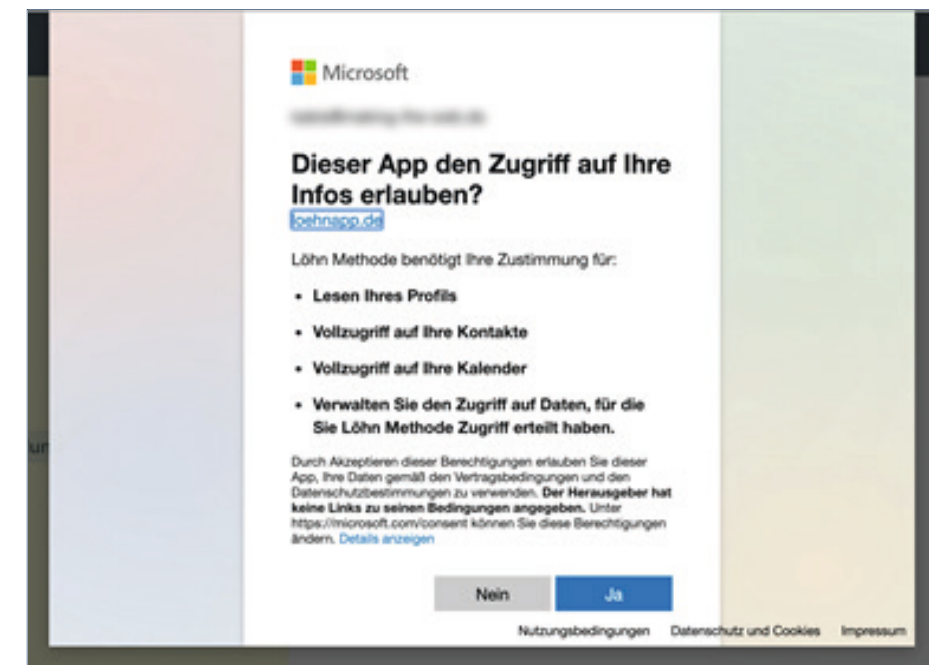 Microsoft
Dieser App den Zugriff auf Ihre
Infos erlauben?
loehnapp.de
Löhn Methode benötigt Ihre Zustimmung für:
• Lesen Ihres Profils
• Vollzugriff auf Ihre Kontakte
• Vollzugriff auf Ihre Kalender
• Verwalten Sie den Zugriff auf Daten, für die
Sie Löhn Methode Zugriff erteilt haben.
Durch Akzeptieren dieser Berechtigungen erlauben Sie dieser
App, Ihre Daten gemäß den Vertragsbedingungen und den
Datenschutzbestimmungen zu verwenden. Der Herausgeber hat
keine Links zu seinen Bedingungen angegeben. Unter
https://microsoft.com/consent können Sie diese Berechtigungen
ändern. Details anzeigen
Nein Ja
Nutzungsbedingungen Datenschutz und Cookies Impressum